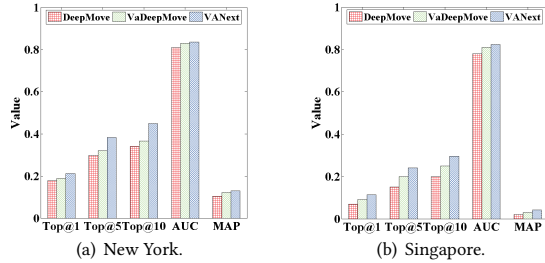 1
DeepMove VaDeepMove VANext
0.8
0.6
0.4
0.2
0
Value
Top@1 Top@5 Top@10 AUC MAP
(a) New York.
1
DeepMove VaDeepMove VANext
0.8
0.6
0.4
0.2
0
Value
Top@1 Top@5 Top@10 AUC MAP
(b) Singapore.